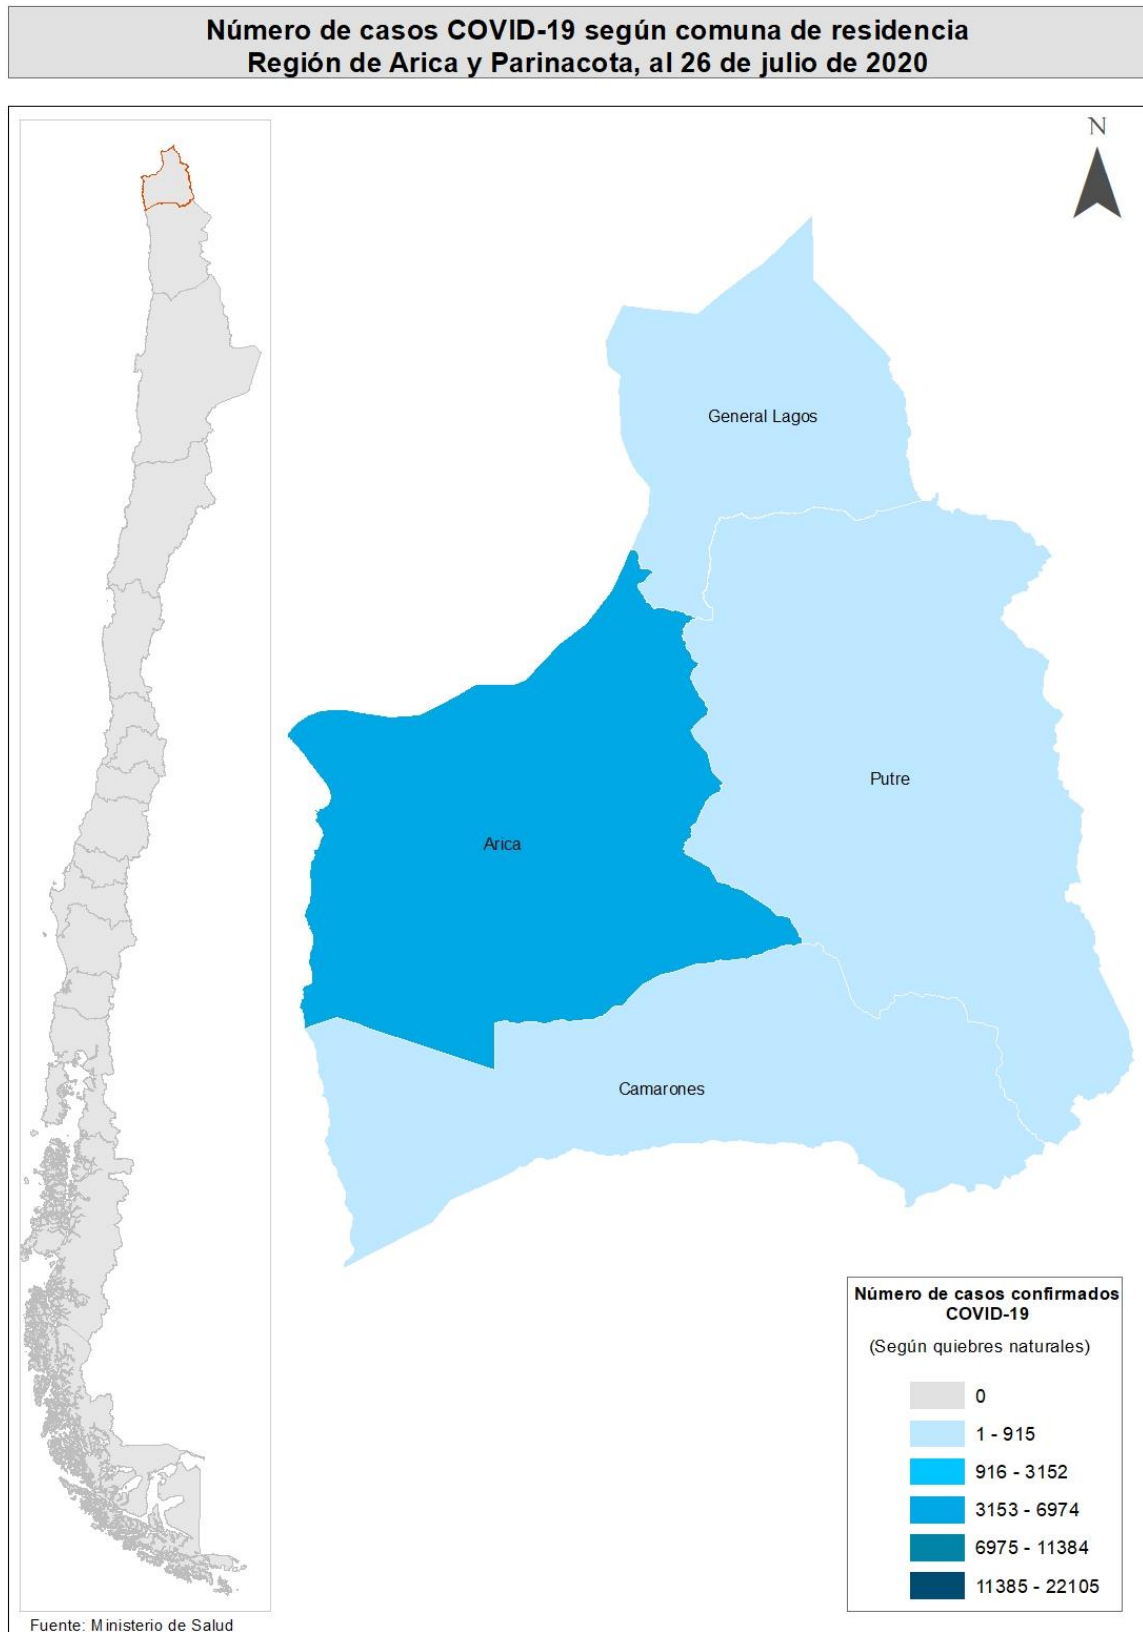 Número de casos COVID-19 según comuna de residencia
Región de Arica y Parinacota, al 26 de julio de 2020
N
General Lagos
Putre
Arica
Camarones
Número de casos confirmados
COVID-19
(Según quiebres naturales)
0
1 - 915
916 - 3152
3153 - 6974
6975 - 11384
11385 - 22105
Fuente: Ministerio de Salud